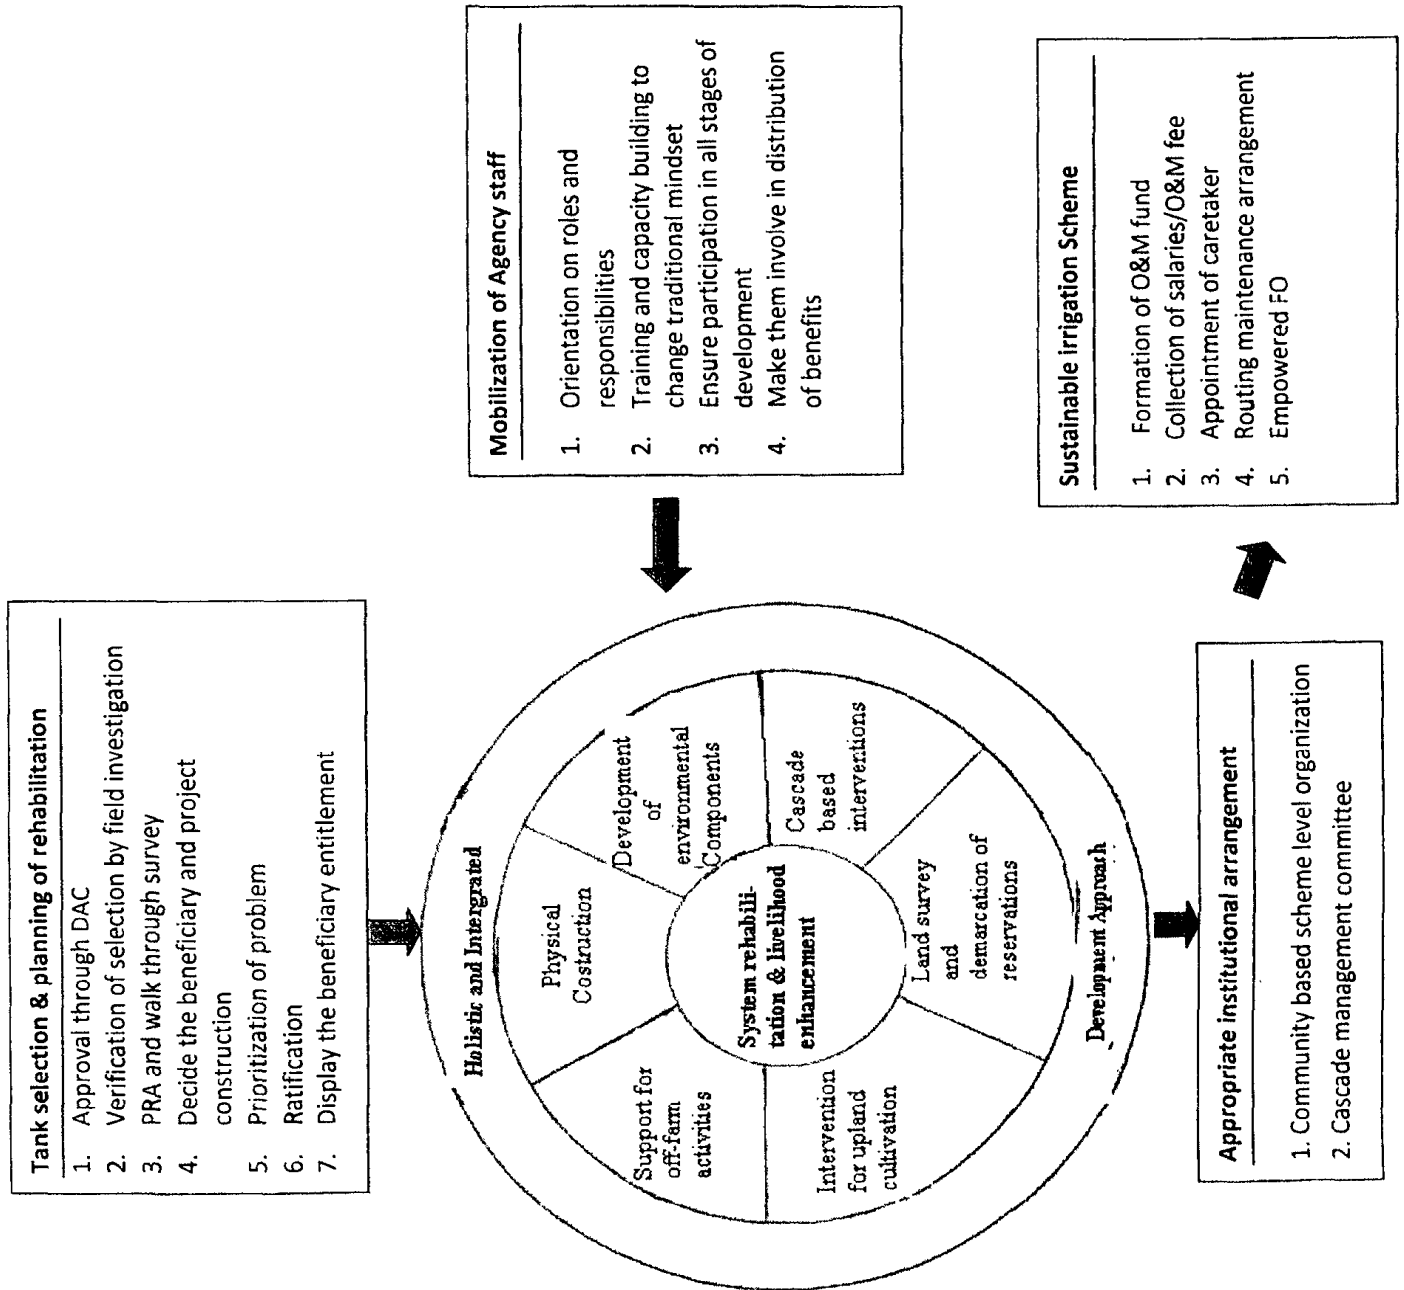 Tank selection & planning of rehabilitation
1. Approval through DAC
2. Verification of selection by field investigation
3. PRA and walk through survey
4. Decide the beneficiary and project
construction
5. Prioritization of problem
6. Ratification
7. Display the beneficiary entitlement
Mobilization of Agency staff
1. Orientation on roles and
responsibilities
2. Training and capacity building to
change traditional mindset
3. Ensure participation in all stages of
development
4. Make them involve in distribution
of benefits
Holistic and Intergrated
Physical
Costruction
Development
of
environmental
Components
Cascade
based
interventions
Land survey
and
demarcation of
reservations
Intervention
for upland
cultivation
Support for
off-farm
activities
System rehabili-
tation & livelihood
enhancement
Development Approash
Appropriate institutional arrangement
1. Community based scheme level organization
2. Cascade management committee
Sustainable irrigation Scheme
1. Formation of O&M fund
2. Collection of salaries/O&M fee
3. Appointment of caretaker
4. Routing maintenance arrangement
5. Empowered FO